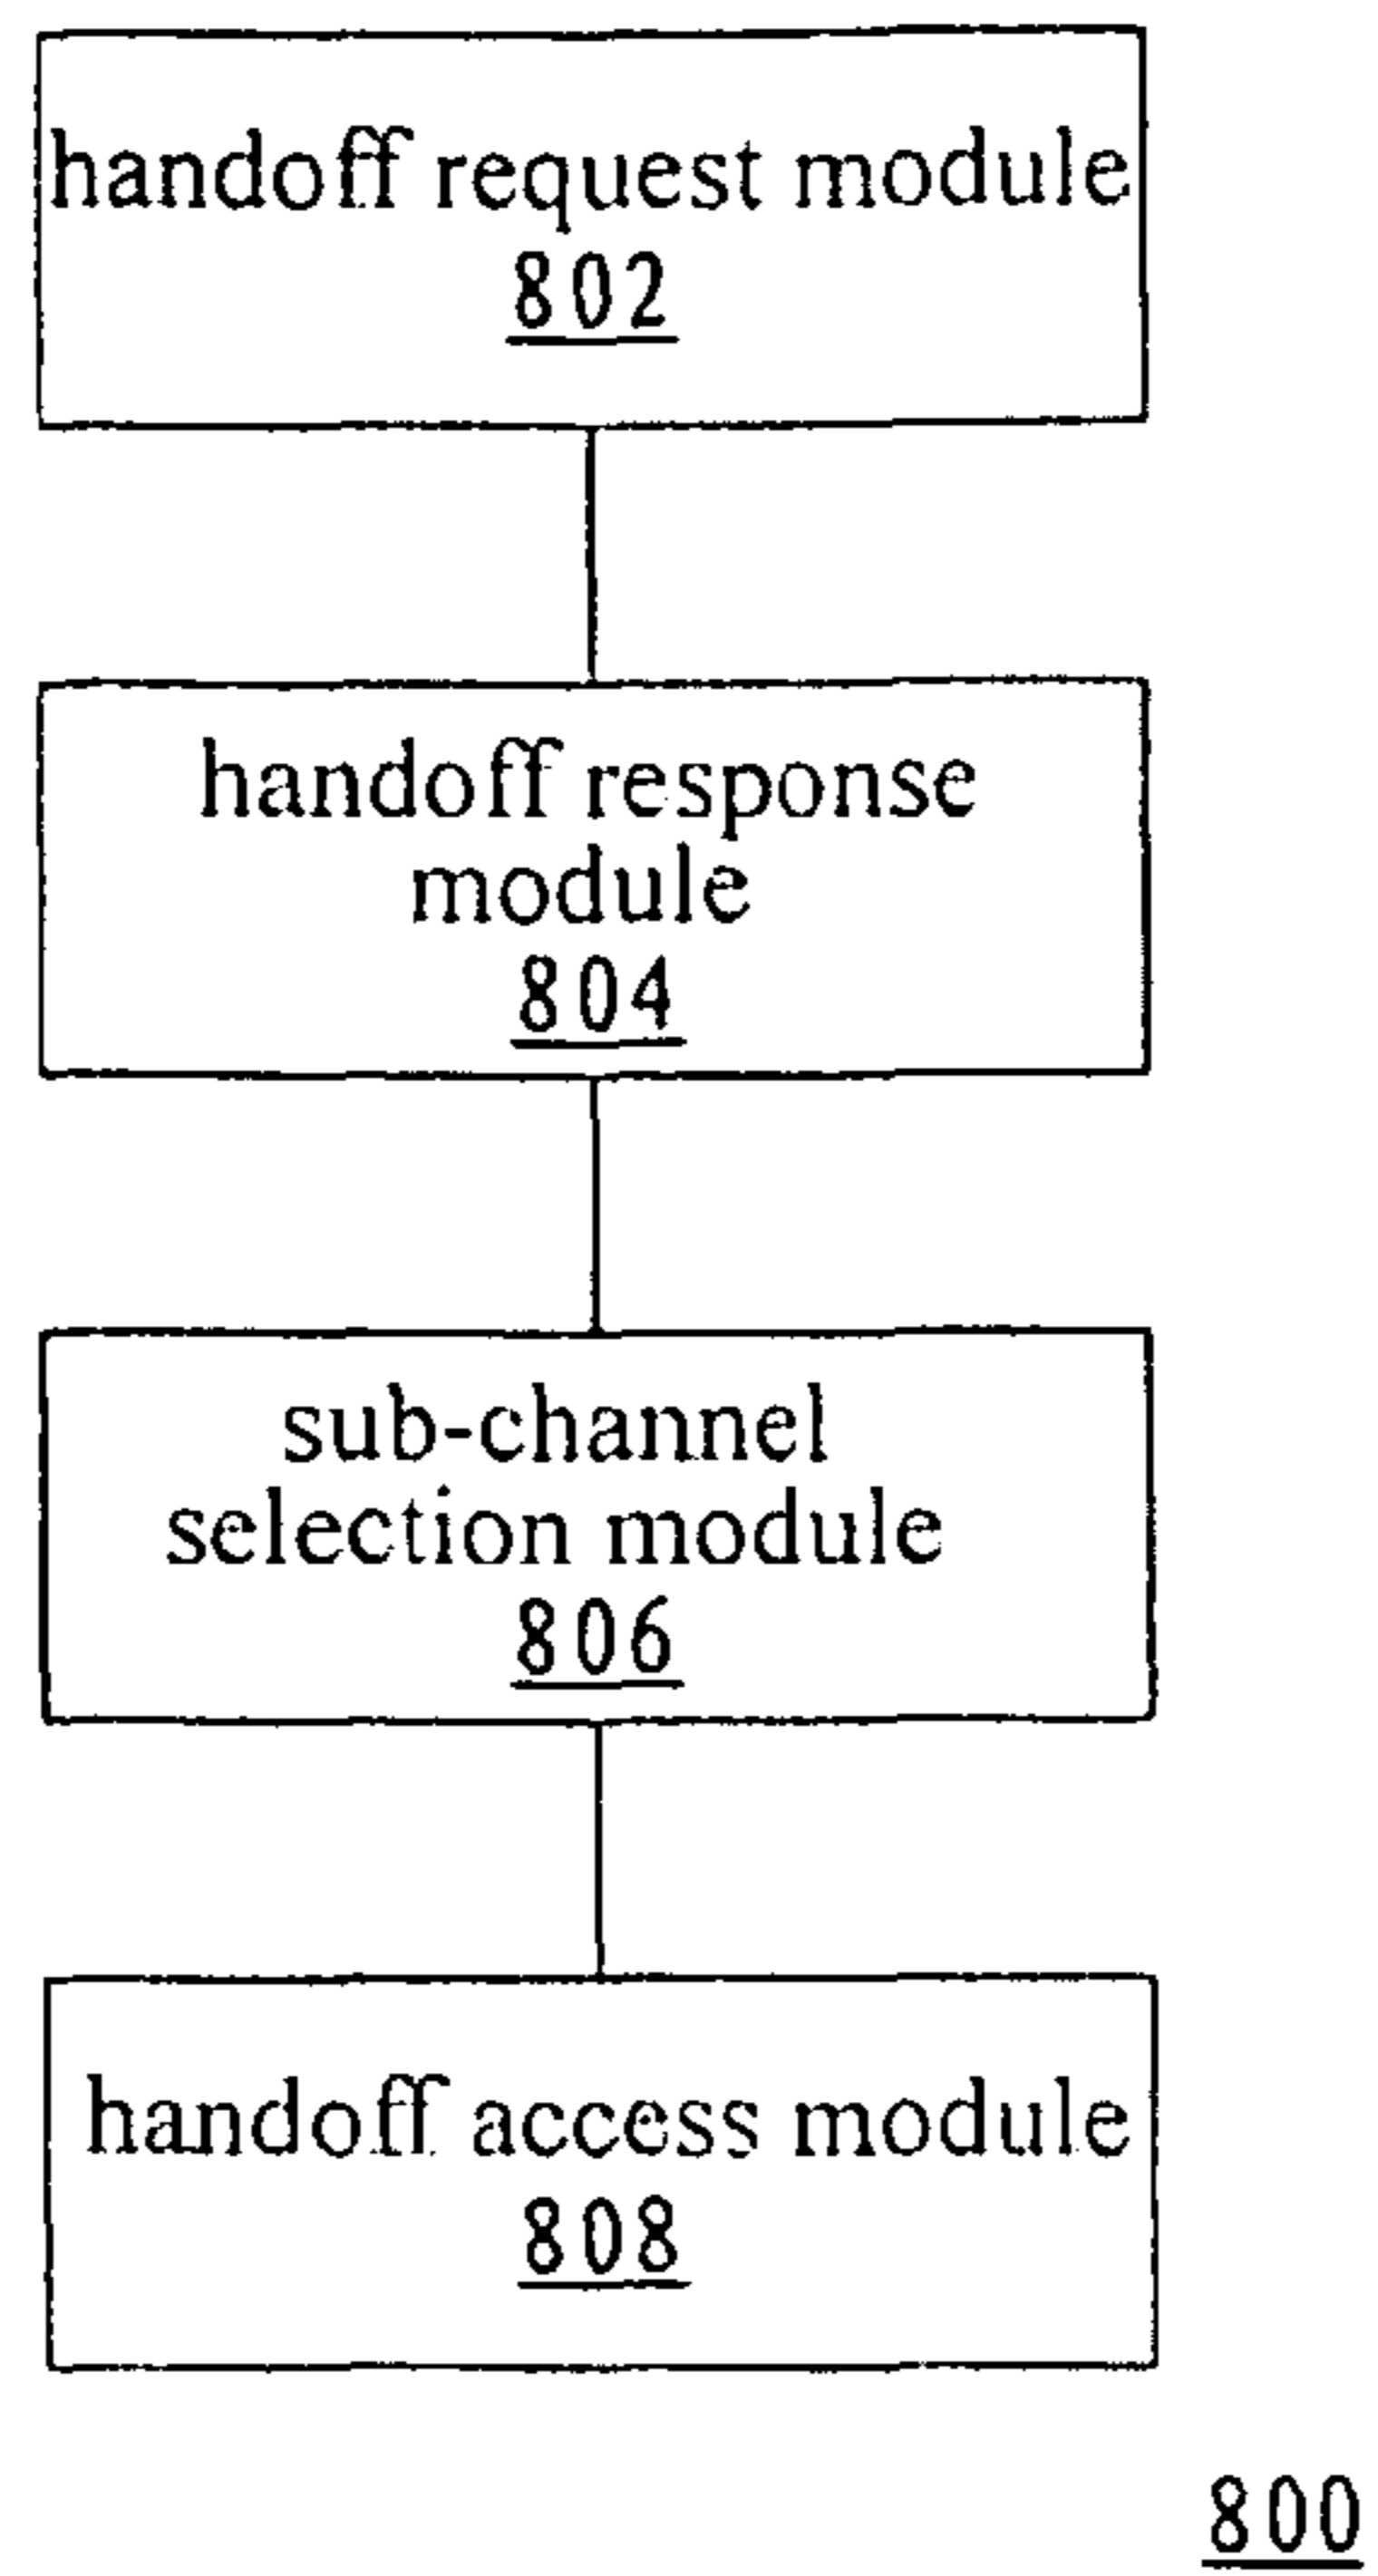 handoff request module
802
handoff response
module
804
sub-channel
selection module
806
handoff access module
808
800